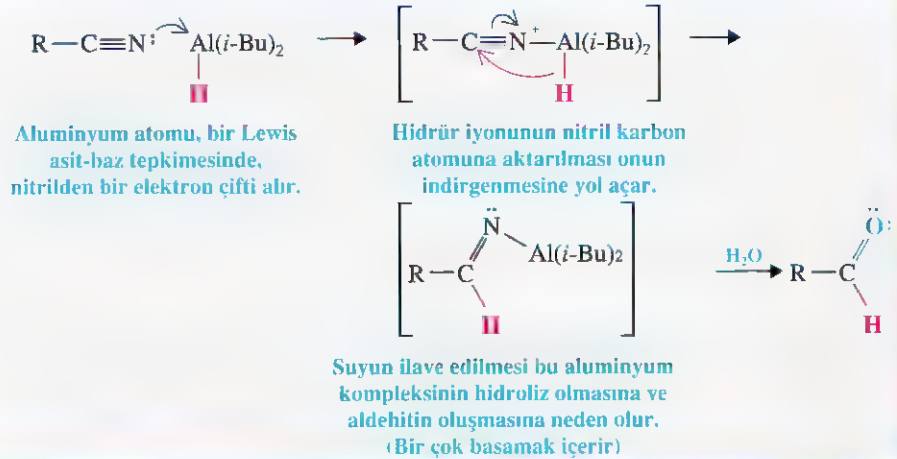 R—C≡N: Al(i-Bu)₂
H
R—C≡N⁺—Al(i-Bu)₂
H
Aluminyum atomu, bir Lewis
asit-baz tepkimesinde,
nitrilden bir elektron çifti alır.
Hidrür iyonunun nitril karbon
atomuna aktarılması onun
indirgenmesine yol açar.
R—C=N̈—Al(i-Bu)2
H
H₂O
R—C=Ö:
H
Suyun ilave edilmesi bu aluminyum
kompleksinin hidroliz olmasına ve
aldehitin oluşmasına neden olur.
(Bir çok basamak içerir)